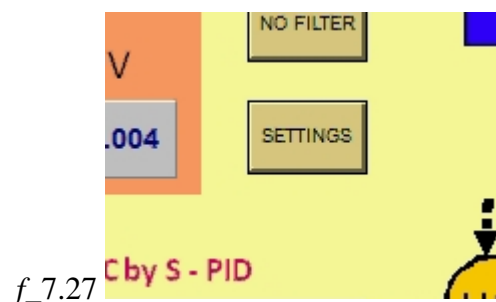 NO FILTER
V
.004
SETTINGS
C by S - PID
f_7.27